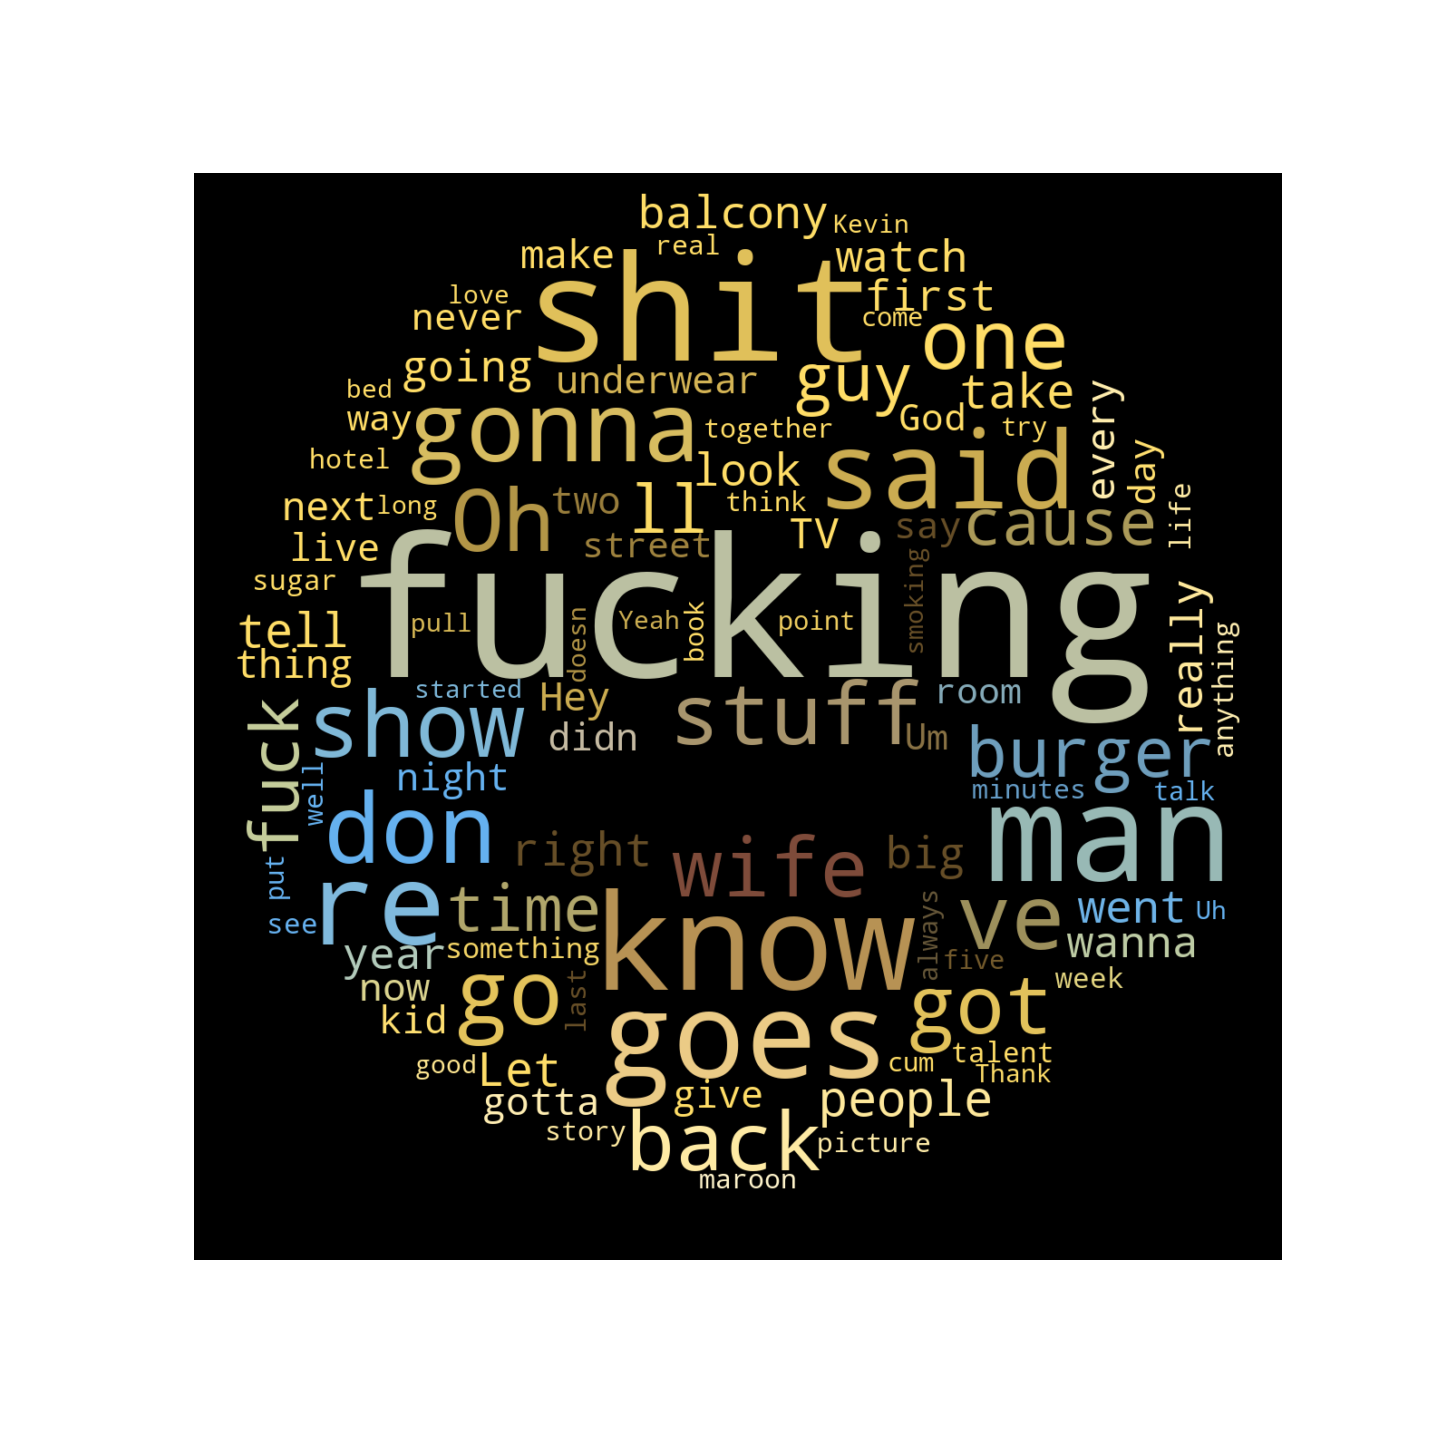 balcony
Kevin
make
real
watch
shit
love
first
never
come
one
going
underwear
guy
take
bed
way
gonna
together
God
try
every
hotel
look
said
day
next
long
Oh
two
ll
think
TV
say
cause
life
live
street
sugar
fucking
smoking
tell
pull
doesn
Yeah
book
point
really
thing
anything
started
Hey
stuff
room
fuck
show
didn
Um
burger
well
night
minutes
talk
don
right
wife
big
man
put
re
time
know
always
ve
went
Uh
see
year
something
five
wanna
now
go
last
week
kid
goes
got
good
Let
cum
talent
Thank
gotta
give
people
story
back
picture
maroon